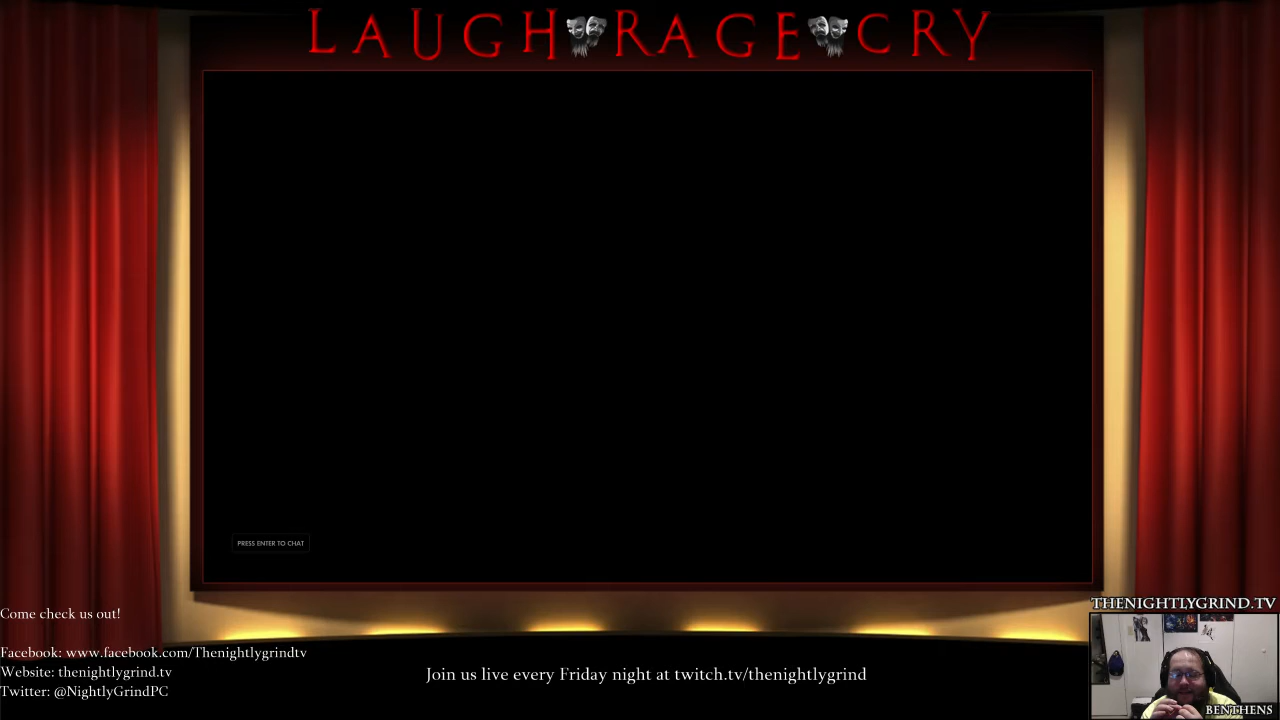 LAUGH RAGE CRY
PRESS ENTER TO CHAT
Come check us out!
Facebook: www.facebook.com/Thenightlygrindtv
Website: thenightlygrind.tv
Twitter: @NightlyGrindPC
Join us live every Friday night at twitch.tv/thenightlygrind
THENIGHTLYGRIND.TV
BENTHENS